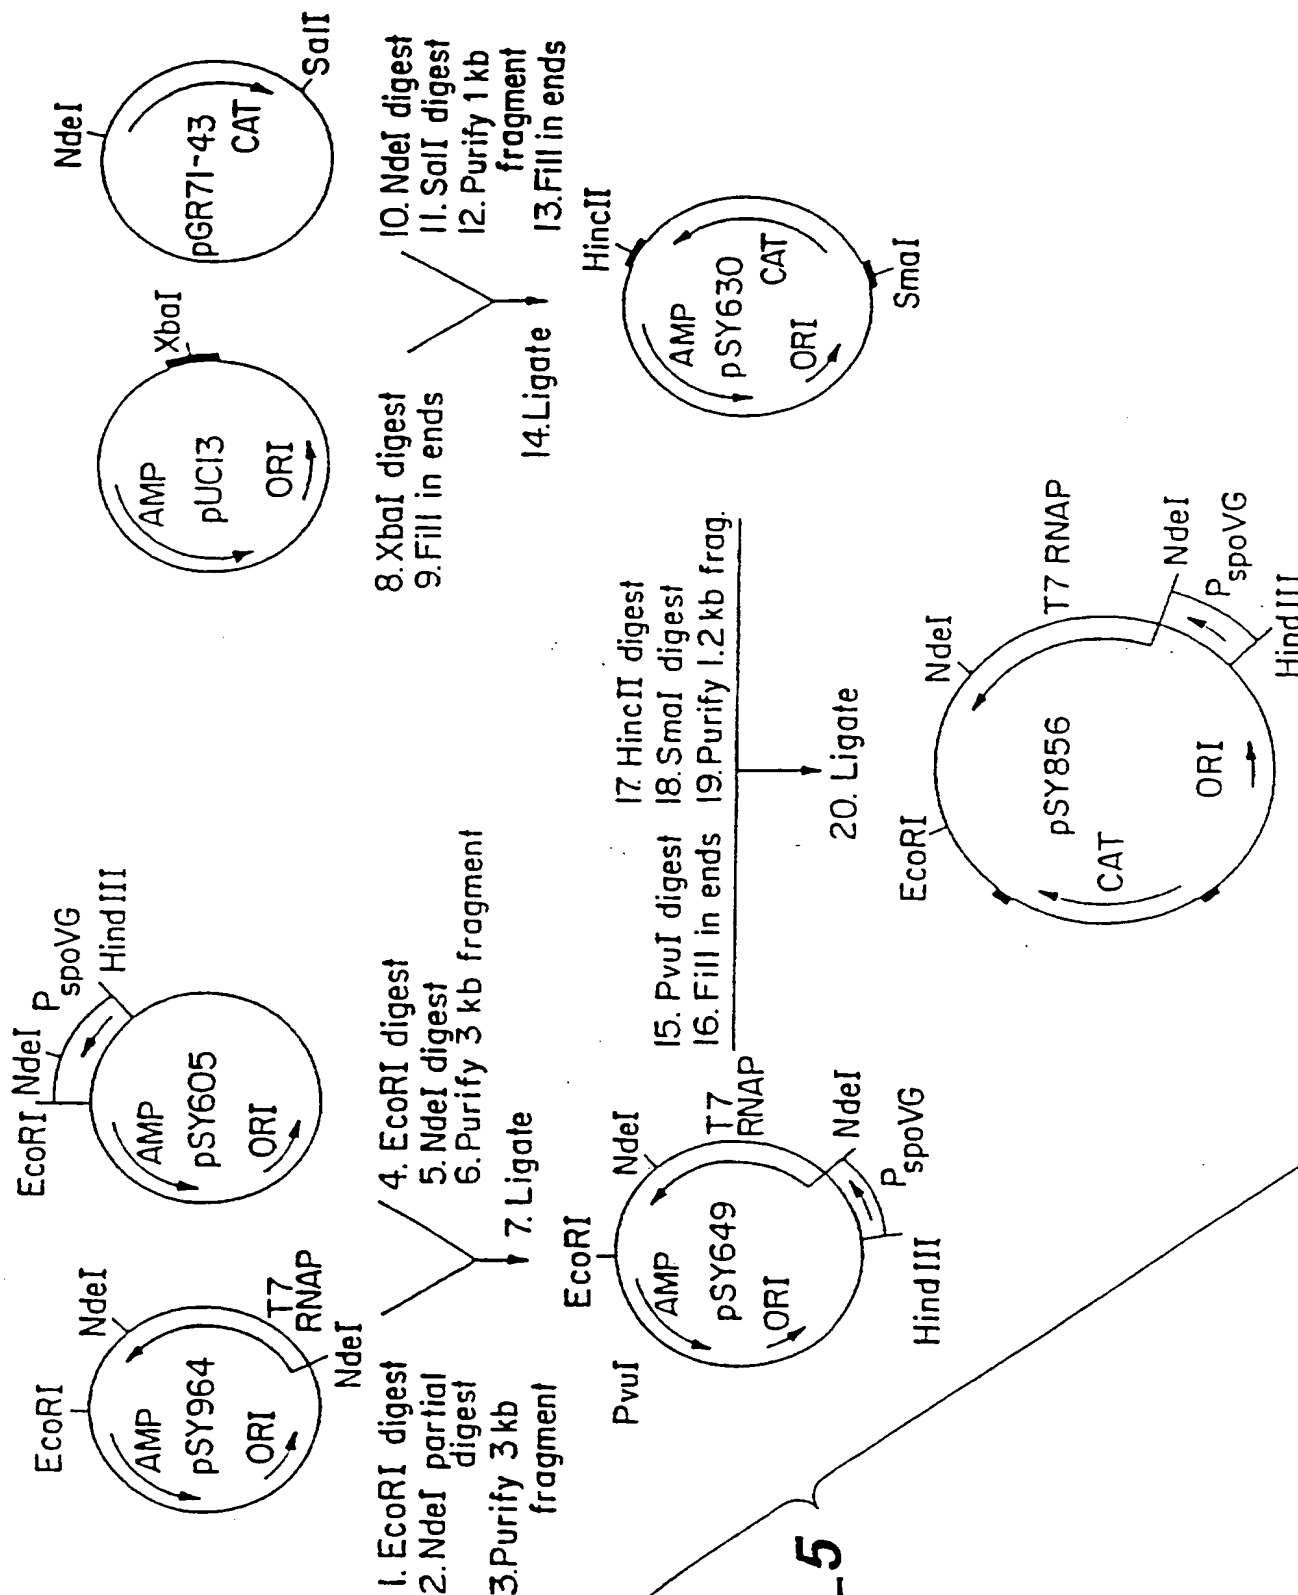 EcoRI
NdeI
AMP
pSY964
ORI
T7
RNAP
NdeI
EcoRI
NdeI
P spoVG
HindIII
AMP
pSY605
ORI
1. EcoRI digest
2. NdeI partial
digest
3. Purify 3 kb
fragment
4. EcoRI digest
5. NdeI digest
6. Purify 3 kb fragment
7. Ligate
XbaI
AMP
pUC13
ORI
NdeI
pGR71-43
CAT
SalI
8. XbaI digest
9. Fill in ends
10. NdeI digest
11. SalI digest
12. Purify 1 kb
fragment
13. Fill in ends
14. Ligate
EcoRI
NdeI
PvuI
AMP
pSY649
ORI
T7
RNAP
NdeI
P spoVG
HindIII
HincII
AMP
pSY630
CAT
ORI
SmaI
15. PvuI digest
16. Fill in ends
17. HincII digest
18. SmaI digest
19. Purify 1.2 kb frag.
20. Ligate
EcoRI
NdeI
T7 RNAP
pSY856
CAT
ORI
NdeI
P spoVG
HindIII
-5